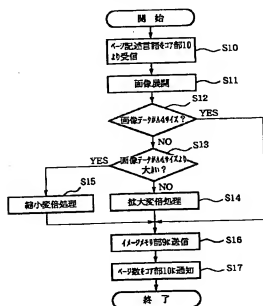 開始
ページ記述言語をコア部10
より受信
S10
画像展開
S11
S12
画像データがA4サイズ?
YES
NO
S13
画像データがA4サイズより
大きい?
YES
NO
S15
縮小変倍処理
拡大変倍処理
S14
イメージメモリ部9に送信
S16
ページ数をコア部10に通知
S17
終了